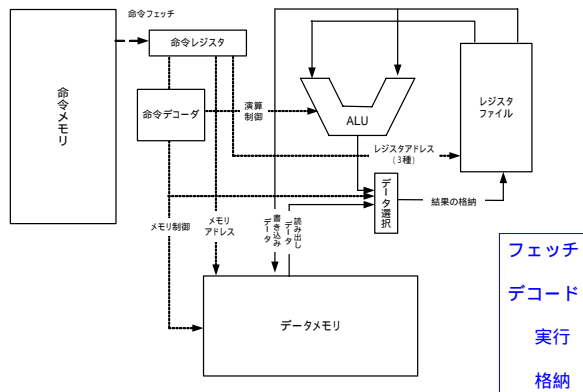 命令フェッチ
命令レジスタ
命令メモリ
命令デコーダ
演算
制御
ALU
レジスタ
ファイル
レジスタアドレス
(3種)
データ選択
結果の格納
メモリ制御
メモリ
アドレス
書き込み
データ
読み出し
データ
データメモリ
フェッチ
デコード
実行
格納